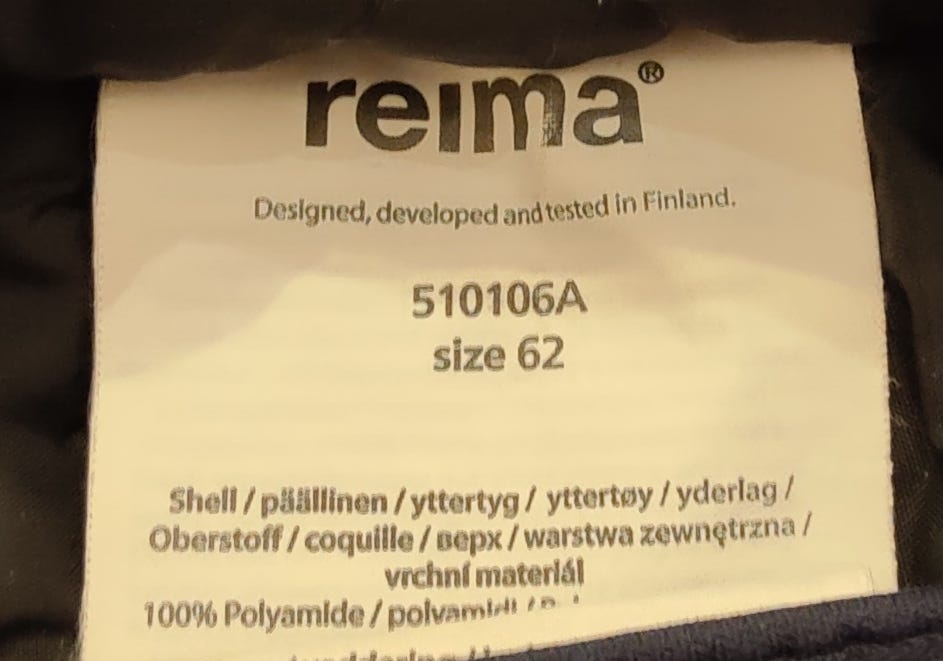 reima®
Designed, developed and tested in Finland.
510106A
size 62
Shell / päällinen / yttertyg / yttertøy / yderlag /
Oberstoff / coquille / верх / warstwa zewnętrzna /
vrchní materiál
100% Polyamide / polyamidi /